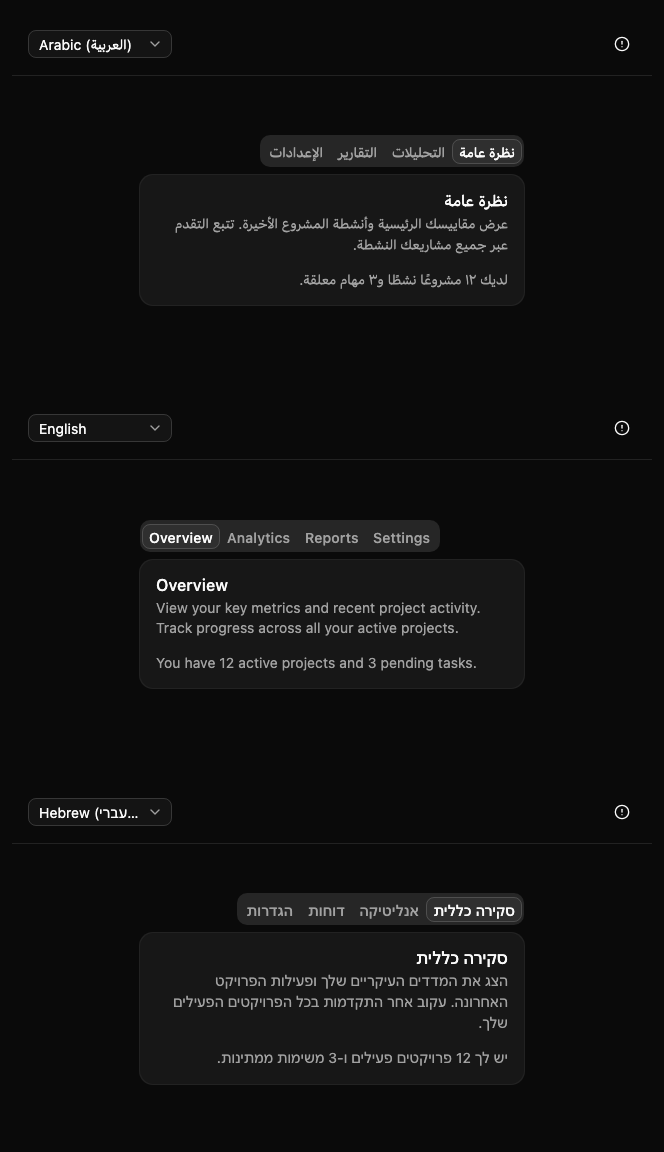 Arabic (العربية)
نظرة عامة
التحليلات
التقارير
الإعدادات
نظرة عامة
عرض مقاييسك الرئيسية وأنشطة المشروع الأخيرة. تتبع التقدم
عبر جميع مشاريعك النشطة.
لديك ١٢ مشروعًا نشطًا و٣ مهام معلقة.
English
Overview
Analytics
Reports
Settings
Overview
View your key metrics and recent project activity.
Track progress across all your active projects.
You have 12 active projects and 3 pending tasks.
Hebrew (עברי...
סקירה כללית
אנליטיקה
דוחות
הגדרות
סקירה כללית
הצג את המדדים העיקריים שלך ופעילות הפרויקט
האחרונה. עקוב אחר התקדמות בכל הפרויקטים הפעילים
שלך.
יש לך 12 פרויקטים פעילים ו-3 משימות ממתינות.